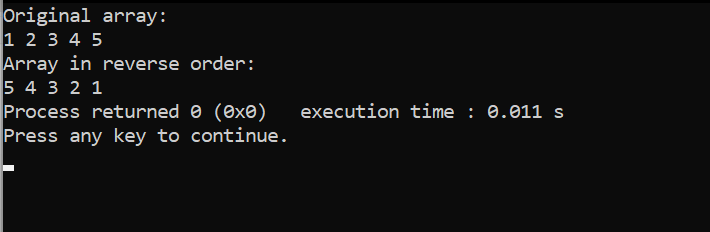 Original array:
1 2 3 4 5
Array in reverse order:
5 4 3 2 1
Process returned 0 (0x0)   execution time : 0.011 s
Press any key to continue.